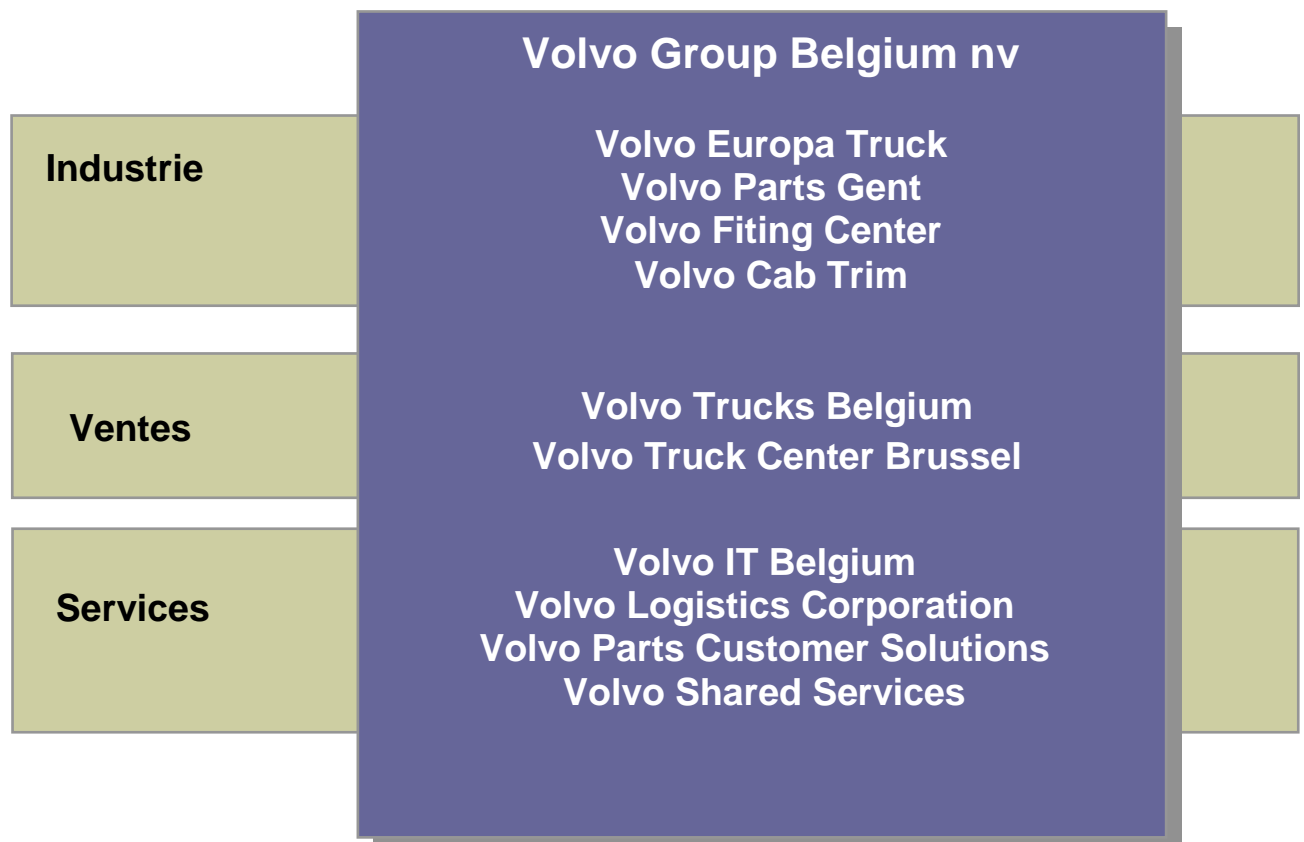 Volvo Group Belgium nv
Industrie
Volvo Europa Truck
Volvo Parts Gent
Volvo Fiting Center
Volvo Cab Trim
Ventes
Volvo Trucks Belgium
Volvo Truck Center Brussel
Services
Volvo IT Belgium
Volvo Logistics Corporation
Volvo Parts Customer Solutions
Volvo Shared Services